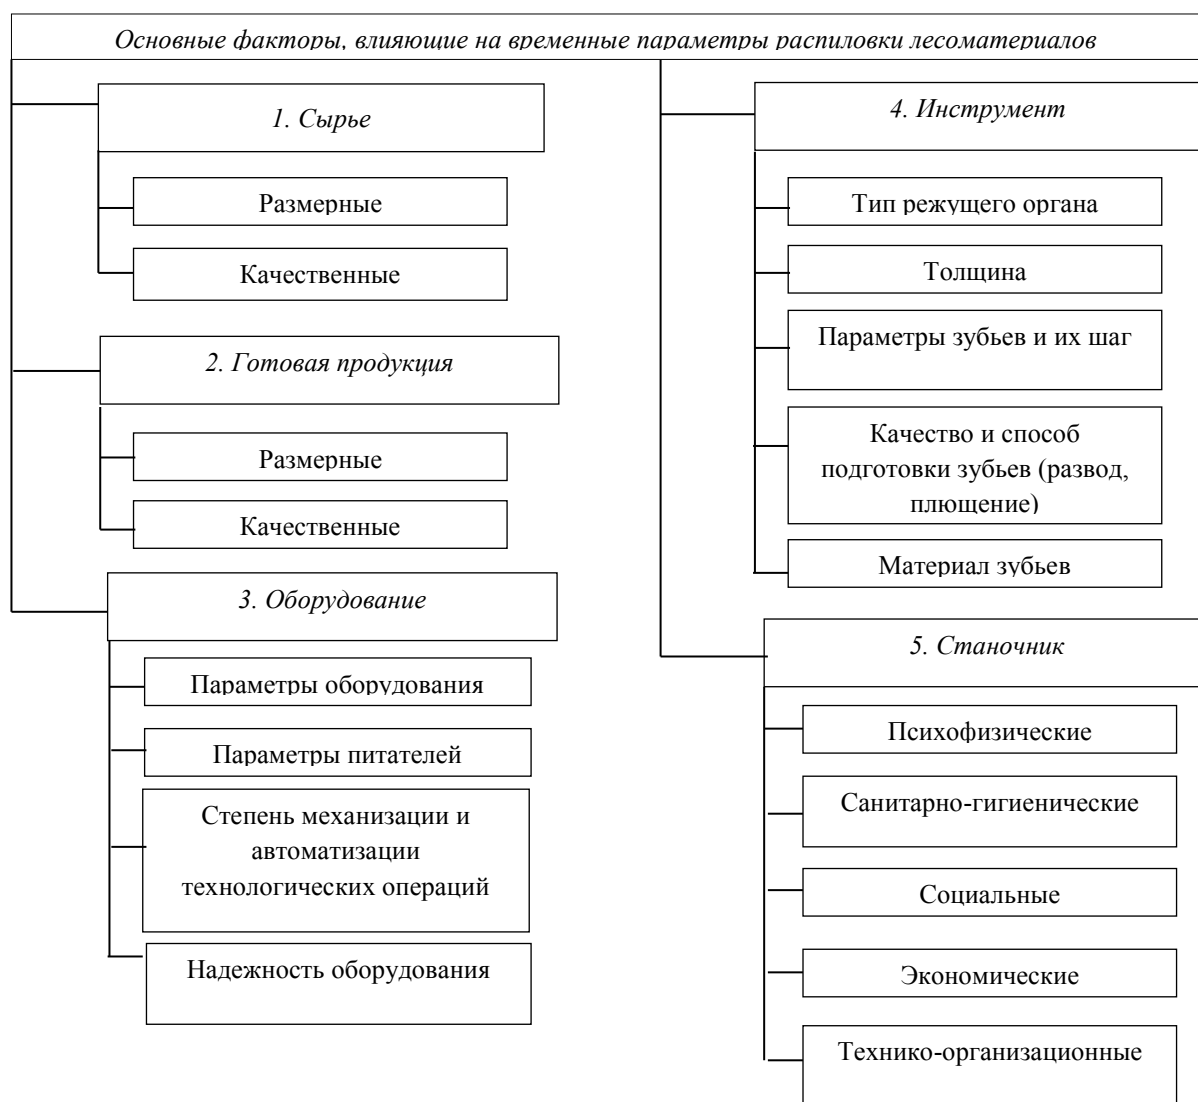 Основные факторы, влияющие на временные параметры распиловки лесоматериалов
1. Сырье
Размерные
Качественные
2. Готовая продукция
Размерные
Качественные
3. Оборудование
Параметры оборудования
Параметры питателей
Степень механизации и
автоматизации
технологических операций
Надежность оборудования
4. Инструмент
Тип режущего органа
Толщина
Параметры зубьев и их шаг
Качество и способ
подготовки зубьев (развод,
плющение)
Материал зубьев
5. Станочник
Психофизические
Санитарно-гигиенические
Социальные
Экономические
Технико-организационные